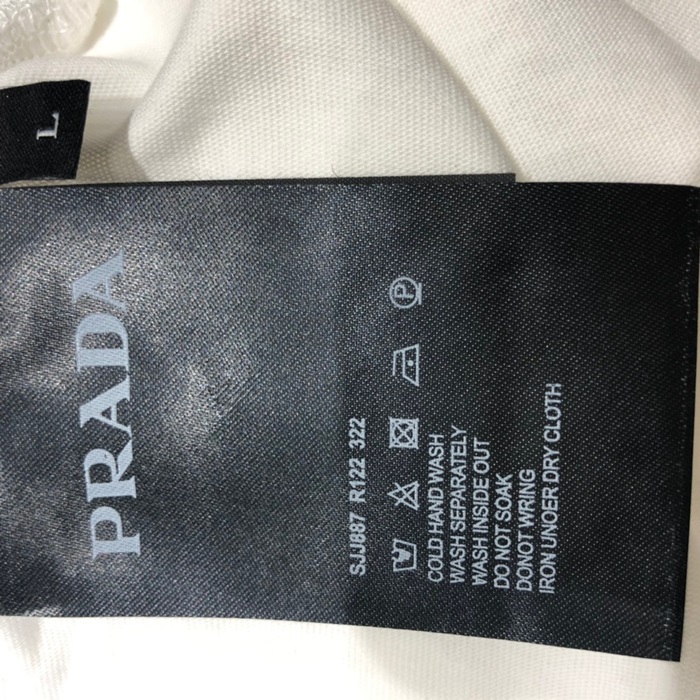 L
PRADA
SJJ887 R122 322
P
COLD HAND WASH
WASH SEPARATELY
WASH INSIDE OUT
DO NOT SOAK
DONOT WRING
IRON UNOER DRY CLOTH